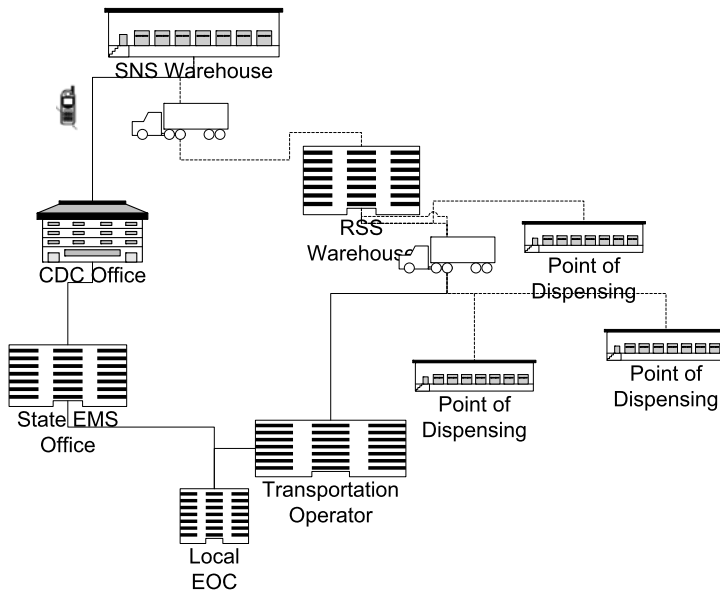 SNS Warehouse
RSS
Warehouse
CDC Office
Point of
Dispensing
Point of
Dispensing
Point of
Dispensing
State EMS
Office
Transportation
Operator
Local
EOC